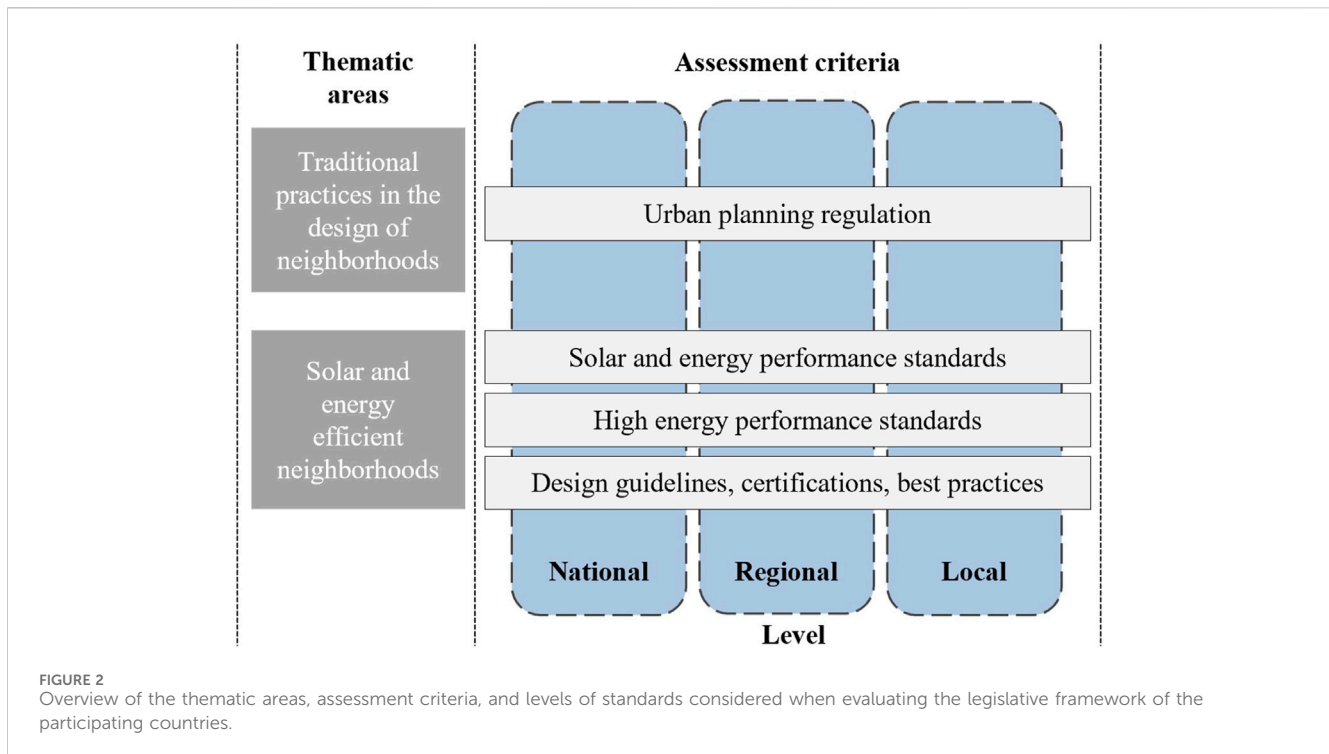 Thematic
areas
Assessment criteria
Traditional
practices in the
design of
neighborhoods
Urban planning regulation
Solar and
energy
efficient
neighborhoods
Solar and energy performance standards
High energy performance standards
Design guidelines, certifications, best practices
National
Regional
Local
Level
FIGURE 2
Overview of the thematic areas, assessment criteria, and levels of standards considered when evaluating the legislative framework of the
participating countries.